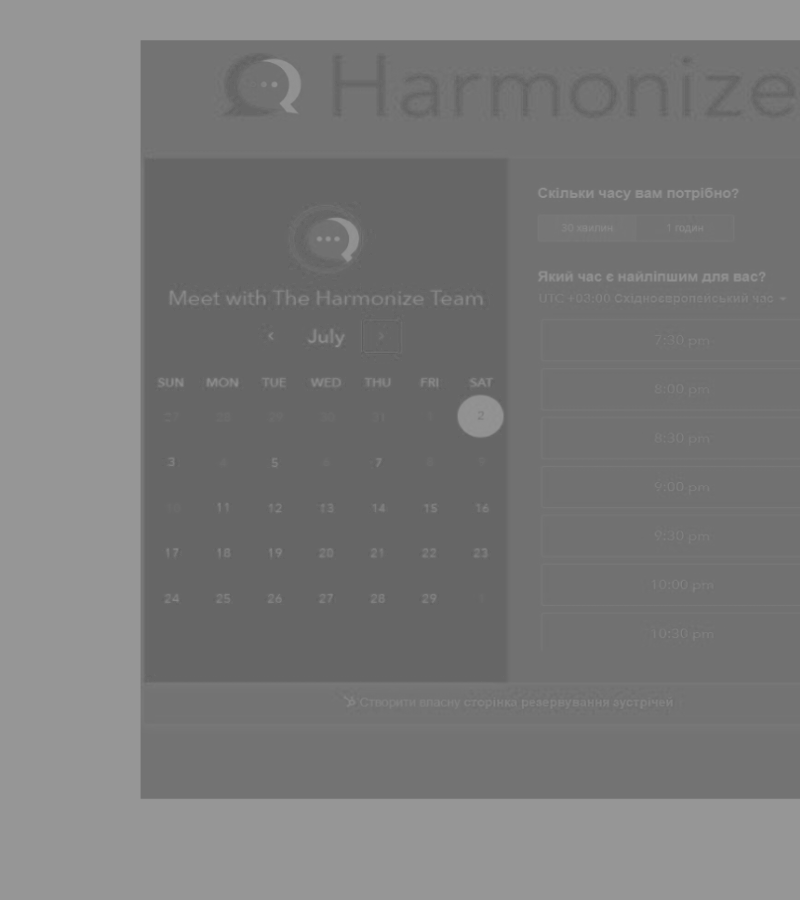 Harmonize
Meet with The Harmonize Team
July
SUN MON TUE WED THU FRI SAT
27 28 29 30 31 1 2
3 4 5 6 7 8 9
10 11 12 13 14 15 16
17 18 19 20 21 22 23
24 25 26 27 28 29 1
Скільки часу вам потрібно?
30 хвилин 1 годин
Який час є найліпшим для вас?
UTC +03:00 Східноєвропейський час
7:30 pm
8:00 pm
8:30 pm
9:00 pm
9:30 pm
10:00 pm
10:30 pm
Створити власну сторінка резервування зустрічей